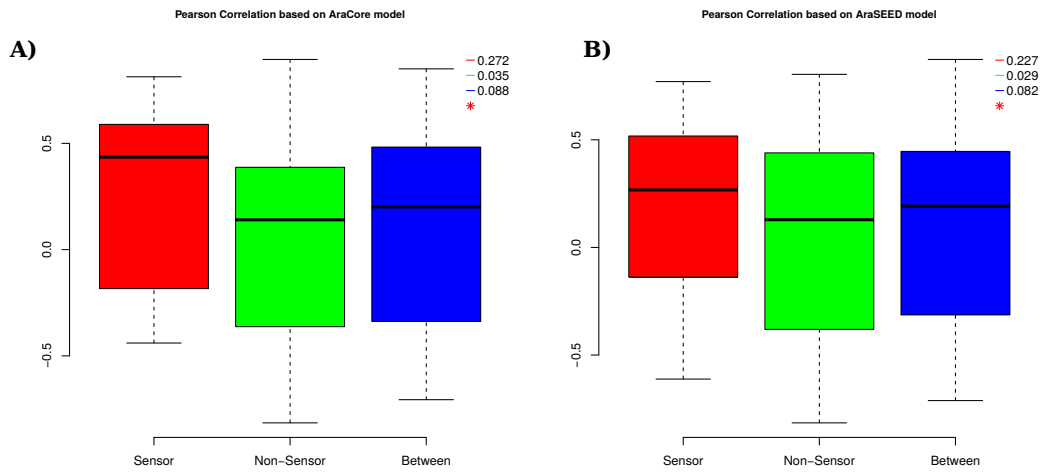 Pearson Correlation based on AraCore model
A)
0.272
0.035
0.088
*
0.5
0.0
−0.5
Sensor
Non−Sensor
Between
Pearson Correlation based on AraSEED model
B)
0.227
0.029
0.082
*
0.5
0.0
−0.5
Sensor
Non−Sensor
Between